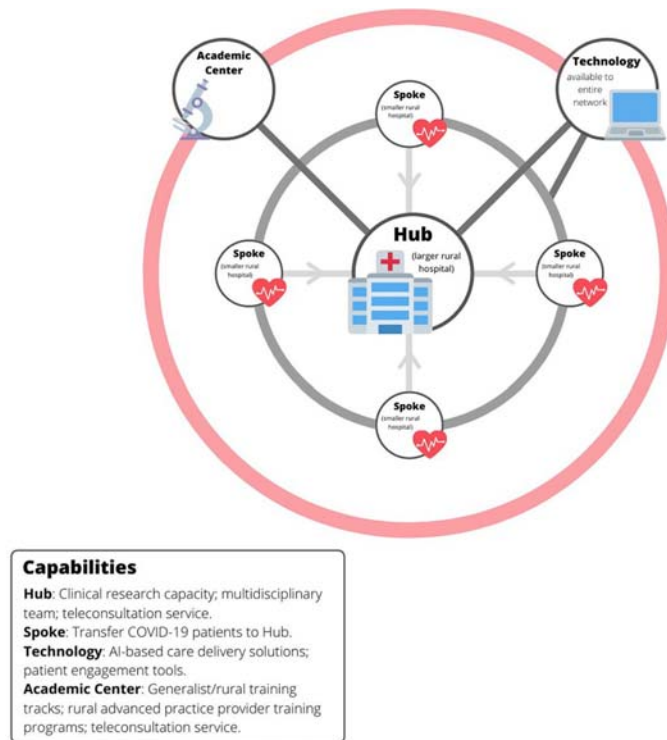 Academic
Center
Technology
available to
entire
network
Spoke
(smaller rural
hospital)
Hub
(larger rural
hospital)
Spoke
(smaller rural
hospital)
Spoke
(smaller rural
hospital)
Spoke
(smaller rural
hospital)
Capabilities
Hub: Clinical research capacity; multidisciplinary
team; teleconsultation service.
Spoke: Transfer COVID-19 patients to Hub.
Technology: AI-based care delivery solutions;
patient engagement tools.
Academic Center: Generalist/rural training
tracks; rural advanced practice provider training
programs; teleconsultation service.